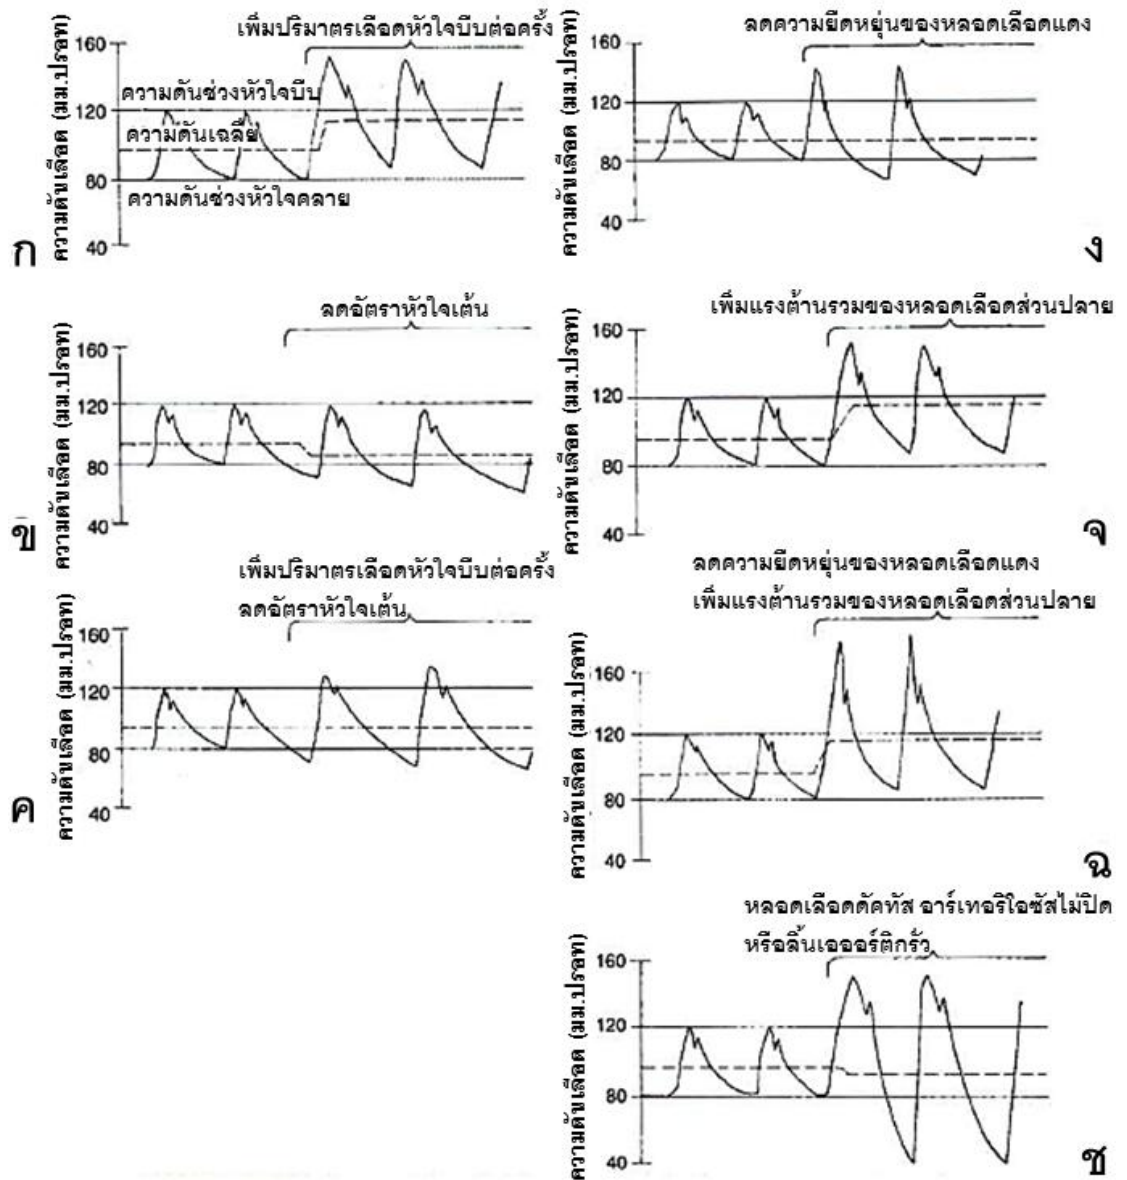 เพิ่มปริมาตรเลือดหัวใจบีบต่อครั้ง
160
ความดันช่วงหัวใจบีบ
120
ความดันเฉลี่ย
80
ความดันช่วงหัวใจคลาย
40
ความดันเลือด (มม.ปรอท)
ก
ลดอัตราหัวใจเต้น
160
120
80
40
ความดันเลือด (มม.ปรอท)
ข
เพิ่มปริมาตรเลือดหัวใจบีบต่อครั้ง
ลดอัตราหัวใจเต้น
160
120
80
40
ความดันเลือด (มม.ปรอท)
ค
ลดความยืดหยุ่นของหลอดเลือดแดง
160
120
80
40
ความดันเลือด (มม.ปรอท)
ง
เพิ่มแรงต้านรวมของหลอดเลือดส่วนปลาย
160
120
80
40
ความดันเลือด (มม.ปรอท)
จ
ลดความยืดหยุ่นของหลอดเลือดแดง
เพิ่มแรงต้านรวมของหลอดเลือดส่วนปลาย
160
120
80
40
ความดันเลือด (มม.ปรอท)
ฉ
หลอดเลือดดัคทัส อาร์เทอริโอซัสไม่ปิด
หรือลิ้นเอออร์ติกรั่ว
160
120
80
40
ความดันเลือด (มม.ปรอท)
ช